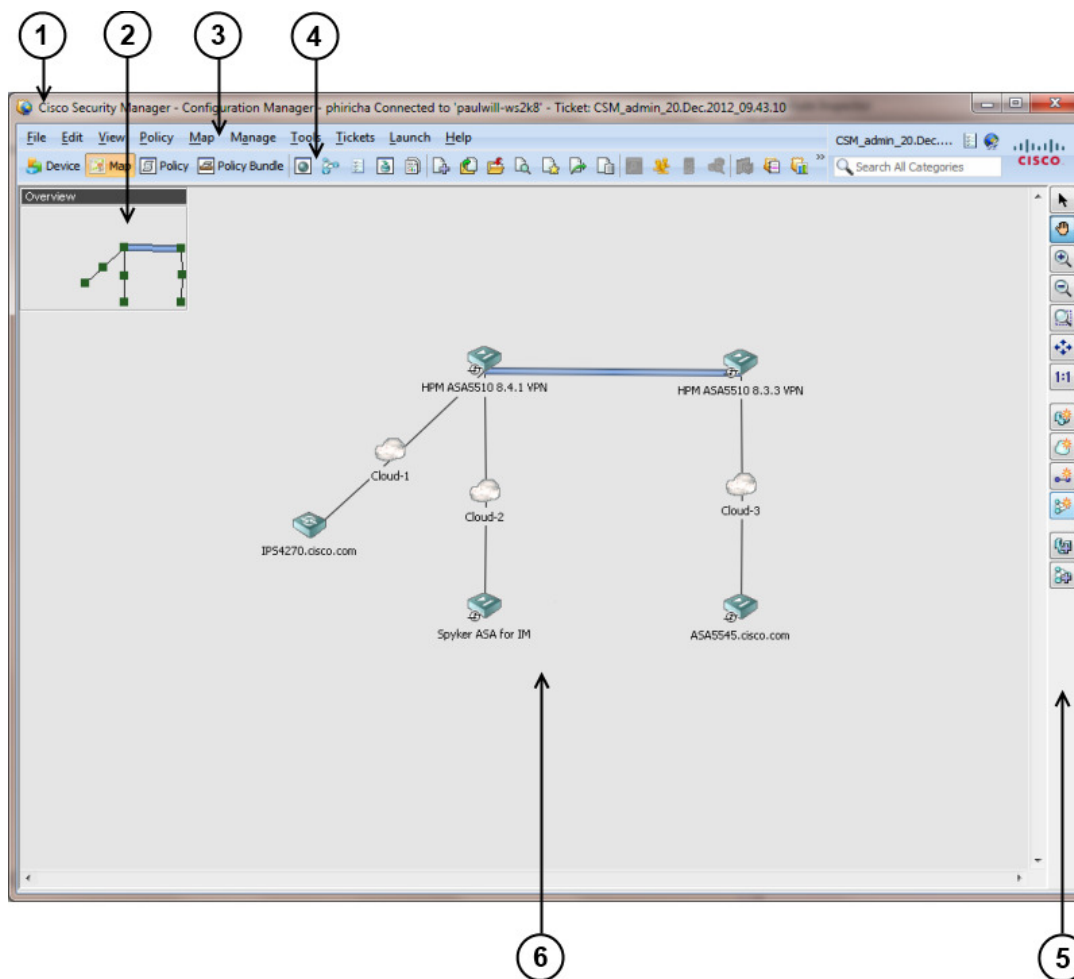 1 2 3 4
Cisco Security Manager - Configuration Manager - phiricha Connected to 'paulwill-ws2k8' - Ticket: CSM_admin_20.Dec.2012_09.43.10
File Edit View Policy Map Manage Tools Tickets Launch Help
CSM_admin_20.Dec....
Device Map Policy Policy Bundle
Search All Categories
CISCO
Overview
1:1
HPM ASA5510 8.4.1 VPN
HPM ASA5510 8.3.3 VPN
Cloud-1
Cloud-2
Cloud-3
IPS4270.cisco.com
Spyker ASA for IM
ASA5545.cisco.com
6 5